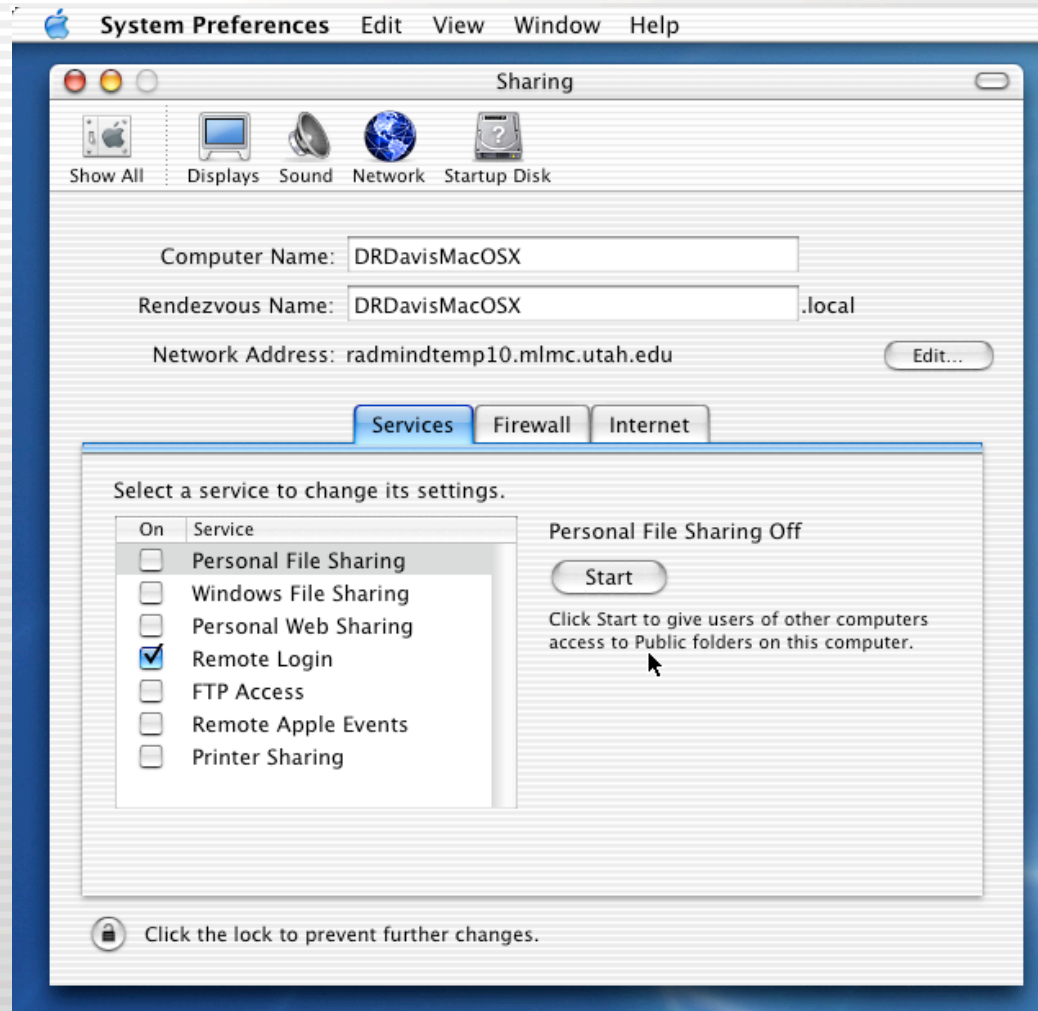 System Preferences Edit View Window Help
Sharing
Show All Displays Sound Network Startup Disk
Computer Name: DRDavisMacOSX
Rendezvous Name: DRDavisMacOSX .local
Network Address: radmindtemp10.mlmc.utah.edu Edit...
Services Firewall Internet
Select a service to change its settings.
On Service
Personal File Sharing Off
Personal File Sharing
Start
Windows File Sharing
Click Start to give users of other computers
Personal Web Sharing
access to Public folders on this computer.
Remote Login
FTP Access
Remote Apple Events
Printer Sharing
Click the lock to prevent further changes.